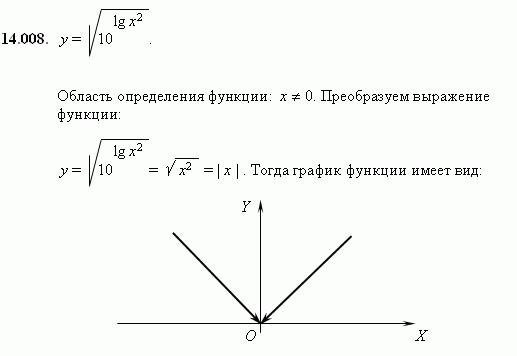 14.008. y = √(10^(lg x²)).
Область определения функции: x ≠ 0. Преобразуем выражение
функции:
y = √(10^(lg x²)) = √(x²) = | x | . Тогда график функции имеет вид:
Y
O X